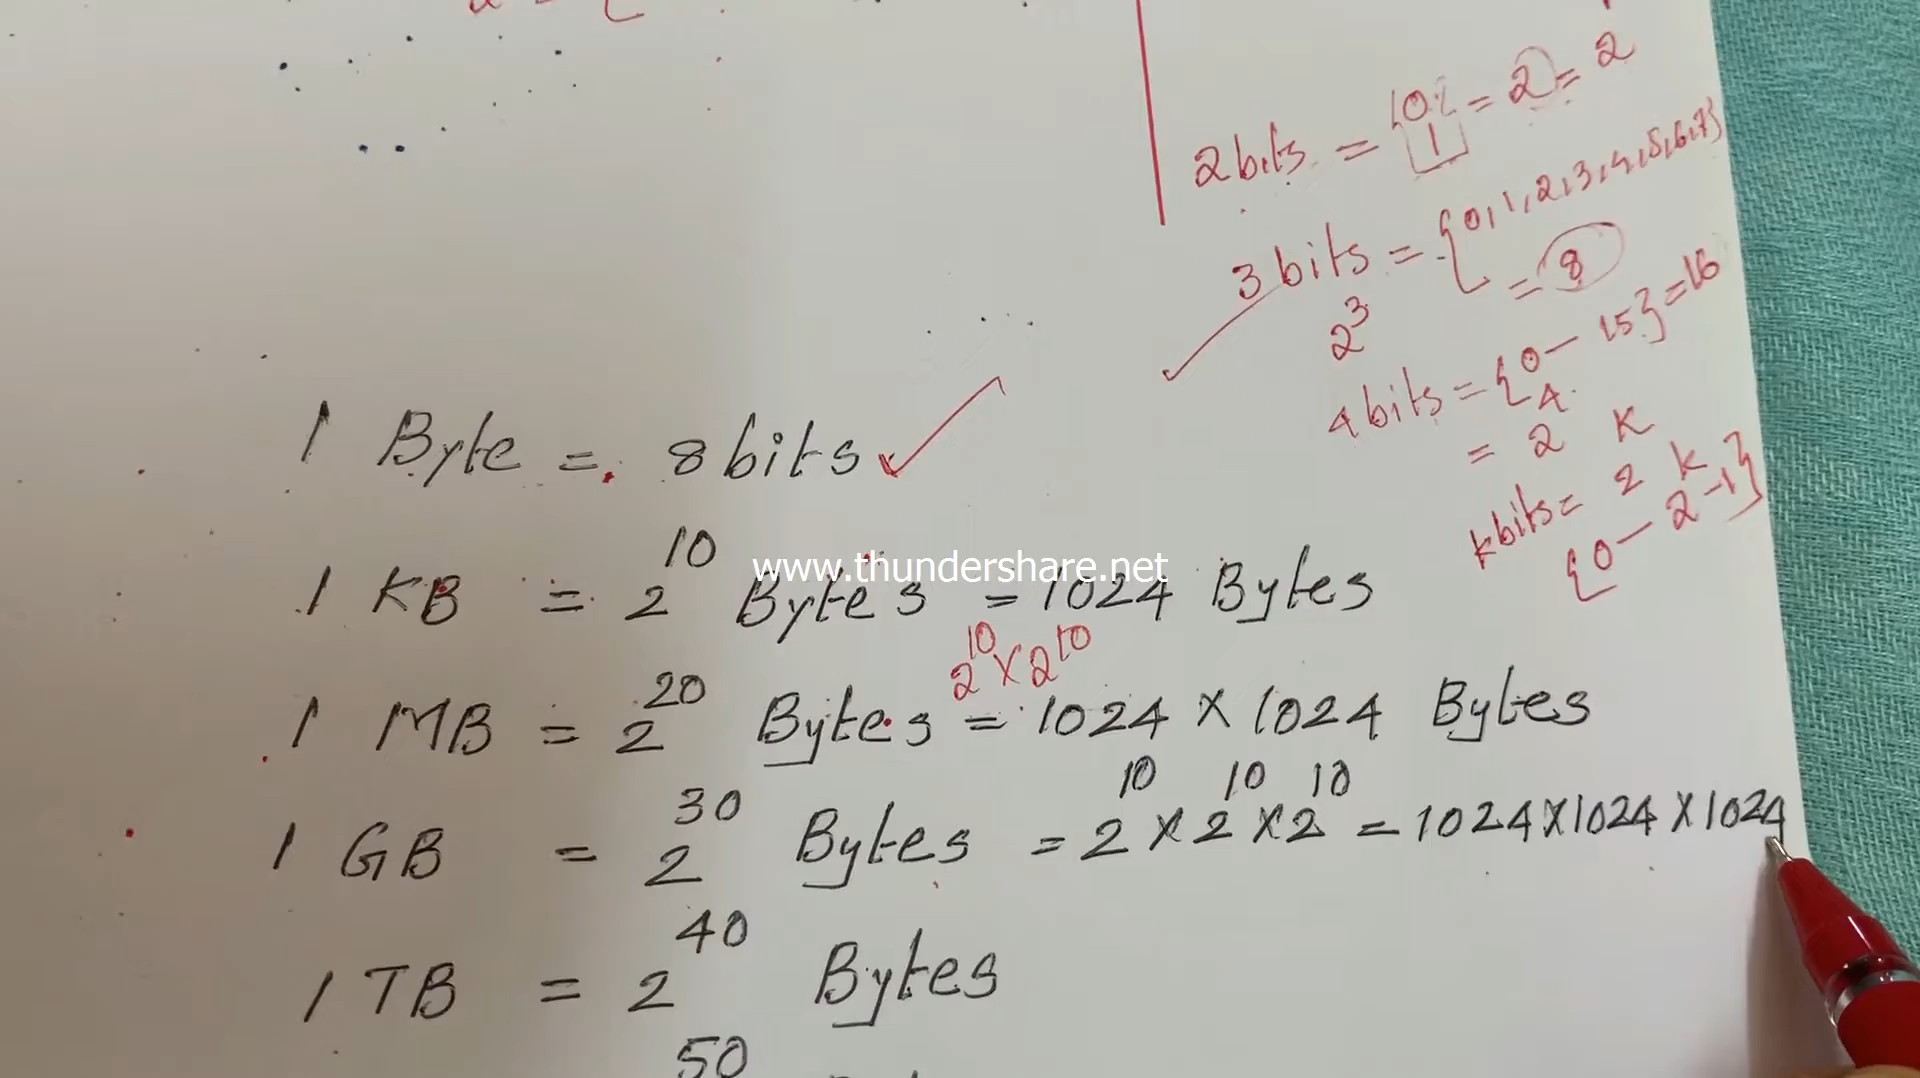 2 bits = {0, 1} = 2 = 2
3 bits = {0, 1, 2, 3, 4, 5, 6, 7}
= 8
2^3
4 bits = {0 — 15} = 16
= 2^4
k bits = 2^k
{0 — 2^k - 1}
1 Byte = 8 bits
www.thundershare.net
1 KB = 2^10 Bytes = 1024 Bytes
2^10 × 2^10
1 MB = 2^20 Bytes = 1024 × 1024 Bytes
1 GB = 2^30 Bytes = 2^10 × 2^10 × 2^10 = 1024 × 1024 × 1024
1 TB = 2^40 Bytes
50